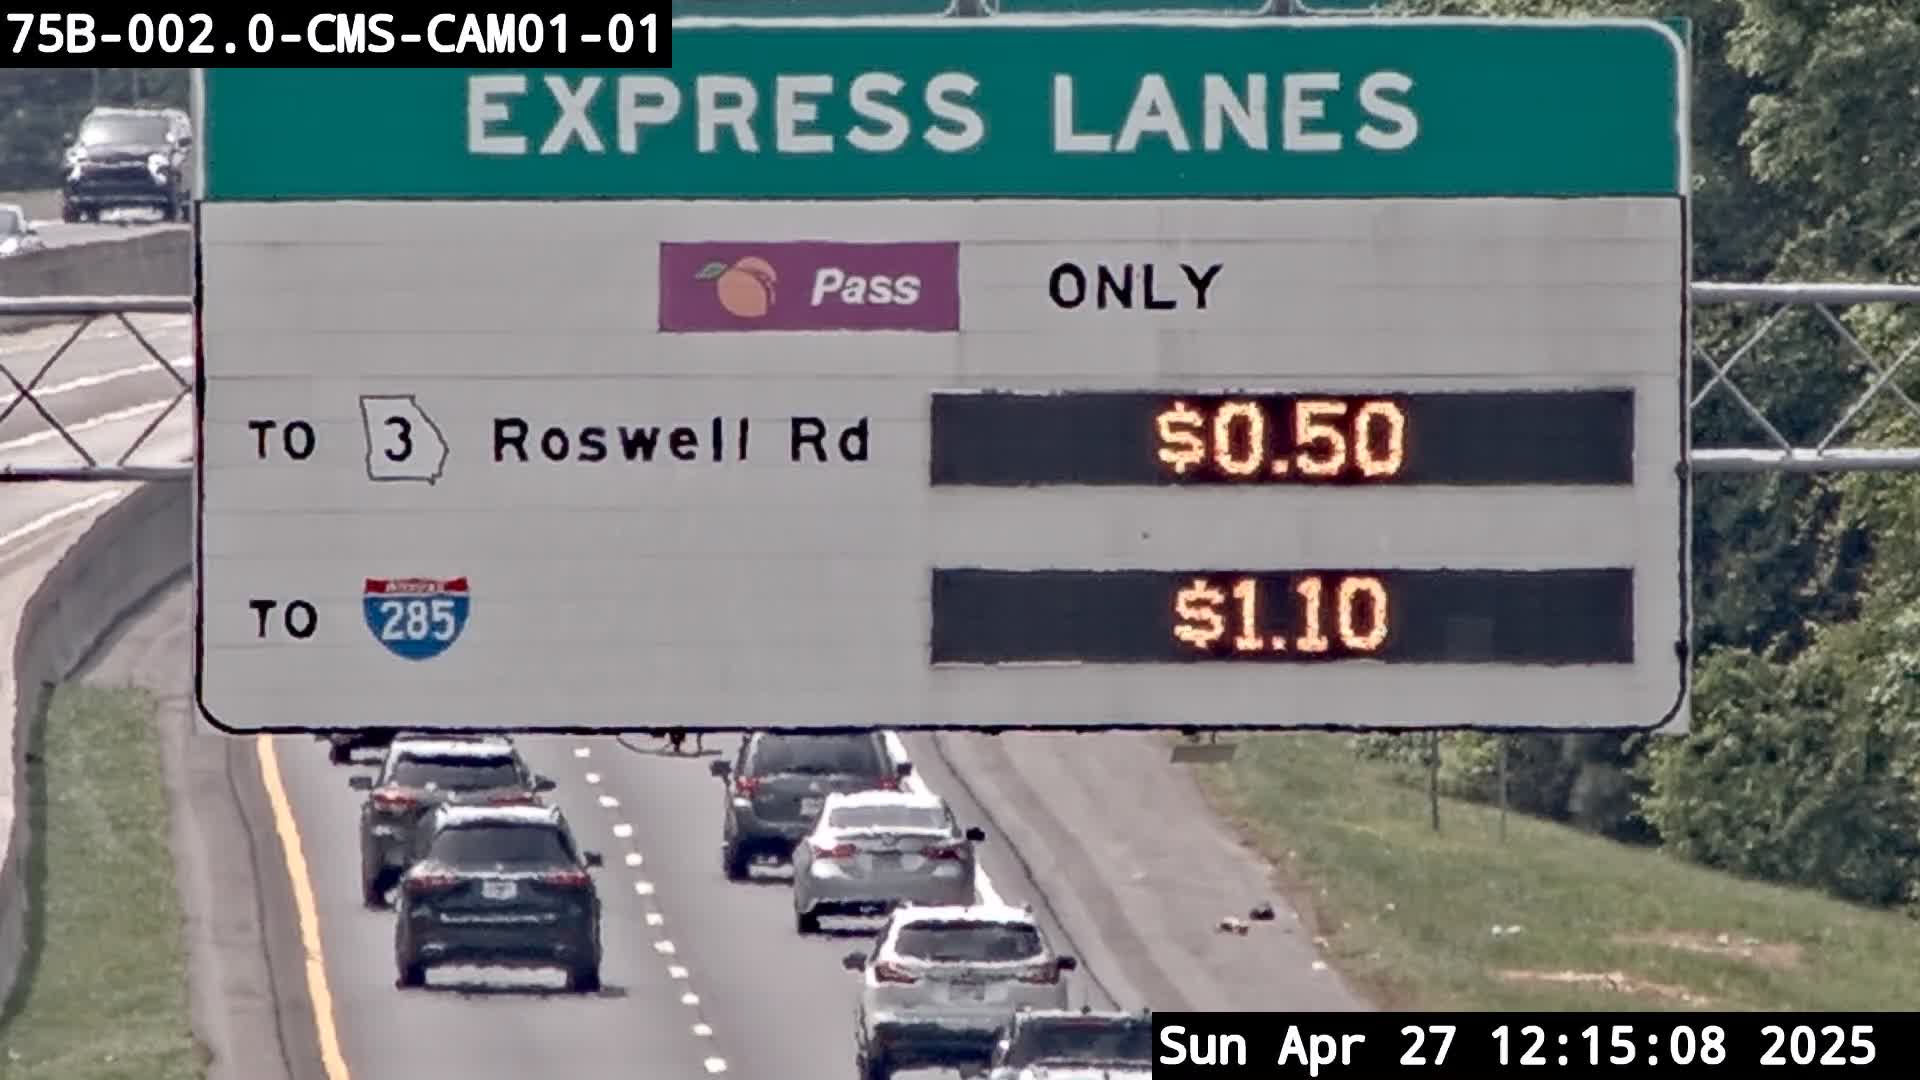 75B-002.0-CMS-CAM01-01
EXPRESS LANES
Pass ONLY
TO 3 Roswell Rd $0.50
TO INTERSTATE 285 $1.10
Sun Apr 27 12:15:08 2025